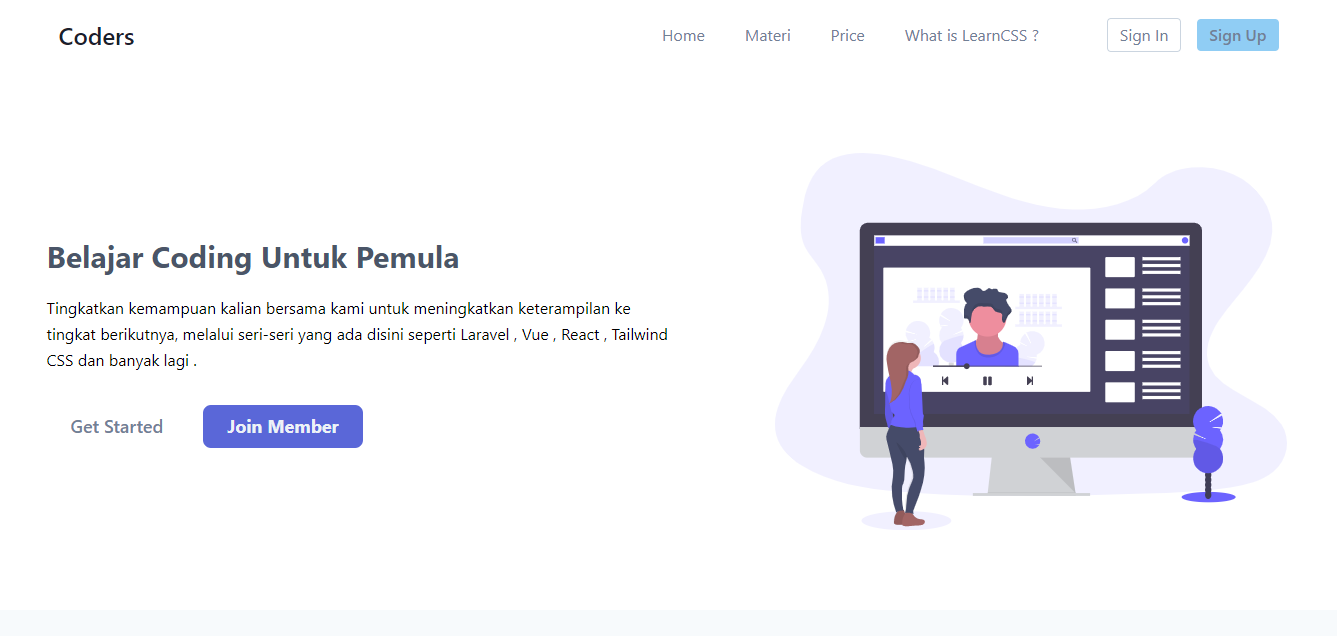 Coders
Home
Materi
Price
What is LearnCSS ?
Sign In
Sign Up
Belajar Coding Untuk Pemula
Tingkatkan kemampuan kalian bersama kami untuk meningkatkan keterampilan ke
tingkat berikutnya, melalui seri-seri yang ada disini seperti Laravel , Vue , React , Tailwind
CSS dan banyak lagi .
Get Started
Join Member